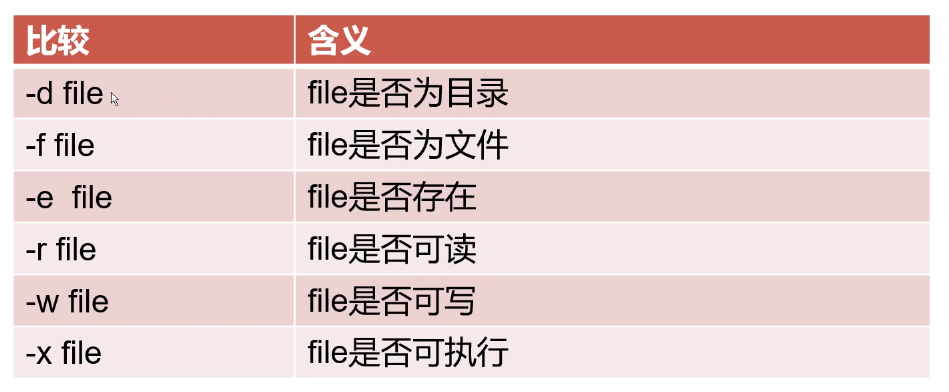 比较 含义
-d file file是否为目录
-f file file是否为文件
-e  file file是否存在
-r file file是否可读
-w file file是否可写
-x file file是否可执行